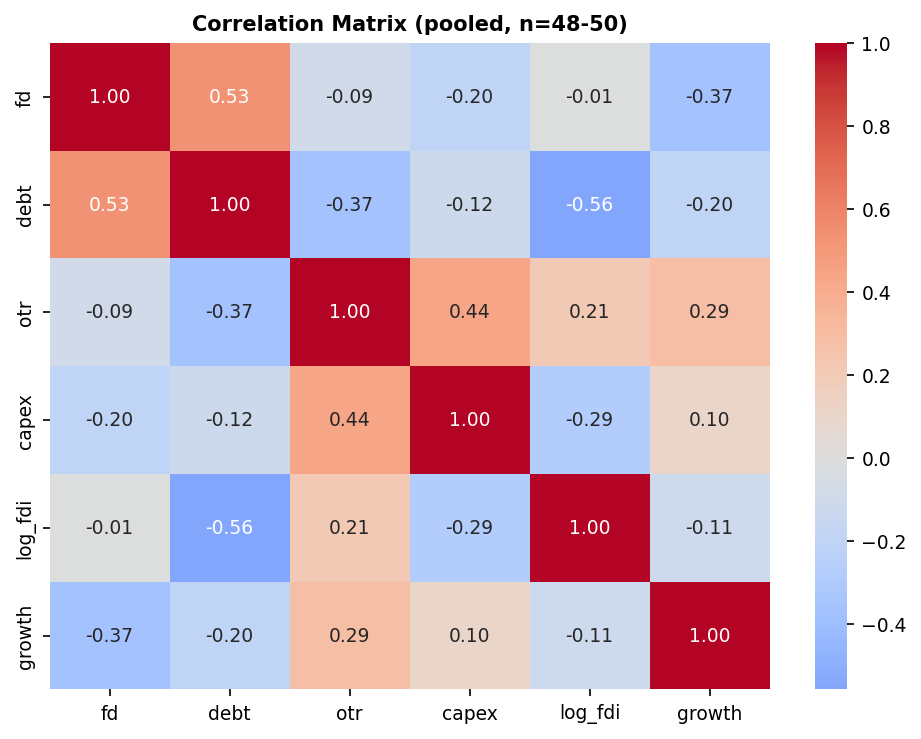 Correlation Matrix (pooled, n=48-50)
fd 1.00 0.53 -0.09 -0.20 -0.01 -0.37
debt 0.53 1.00 -0.37 -0.12 -0.56 -0.20
otr -0.09 -0.37 1.00 0.44 0.21 0.29
capex -0.20 -0.12 0.44 1.00 -0.29 0.10
log_fdi -0.01 -0.56 0.21 -0.29 1.00 -0.11
growth -0.37 -0.20 0.29 0.10 -0.11 1.00
fd debt otr capex log_fdi growth
1.0
0.8
0.6
0.4
0.2
0.0
−0.2
−0.4